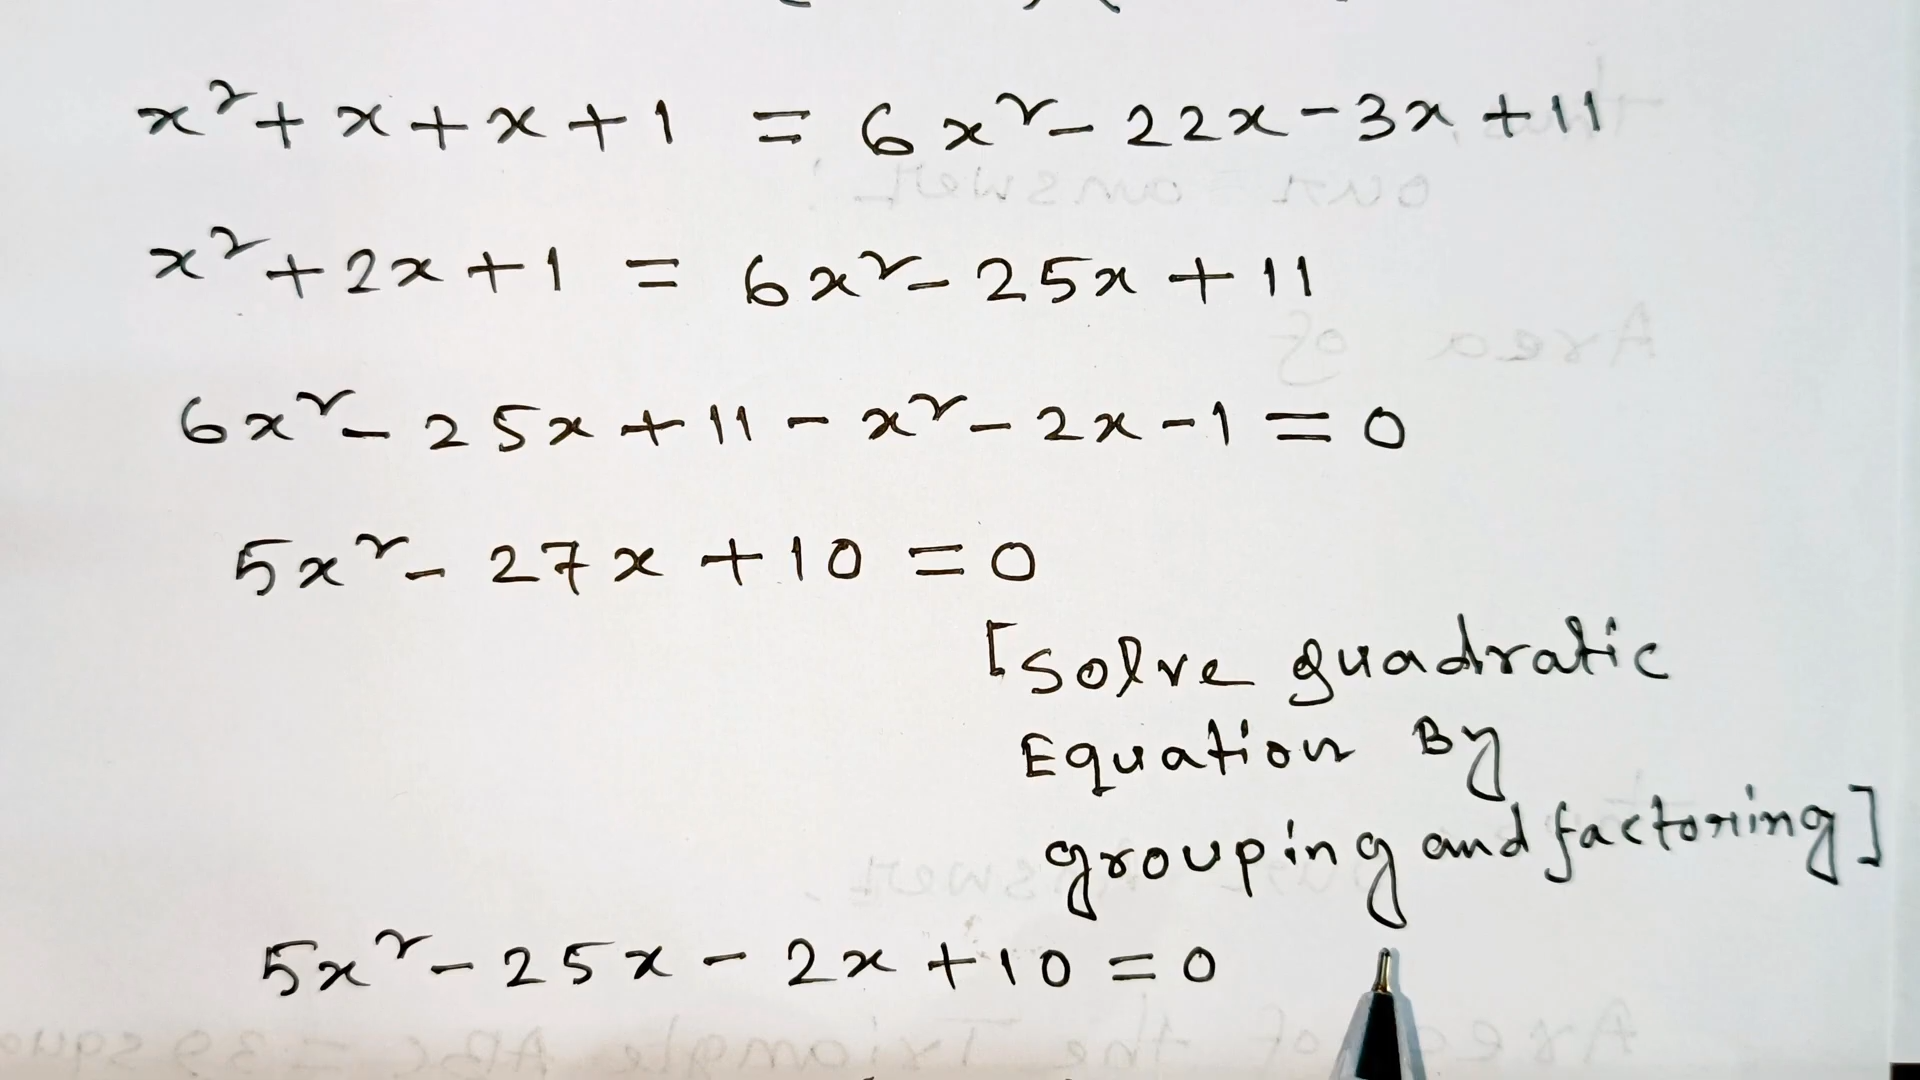 x² + x + x + 1 = 6x² - 22x - 3x + 11
x² + 2x + 1 = 6x² - 25x + 11
6x² - 25x + 11 - x² - 2x - 1 = 0
5x² - 27x + 10 = 0
[Solve quadratic
Equation By
grouping and factoring]
5x² - 25x - 2x + 10 = 0